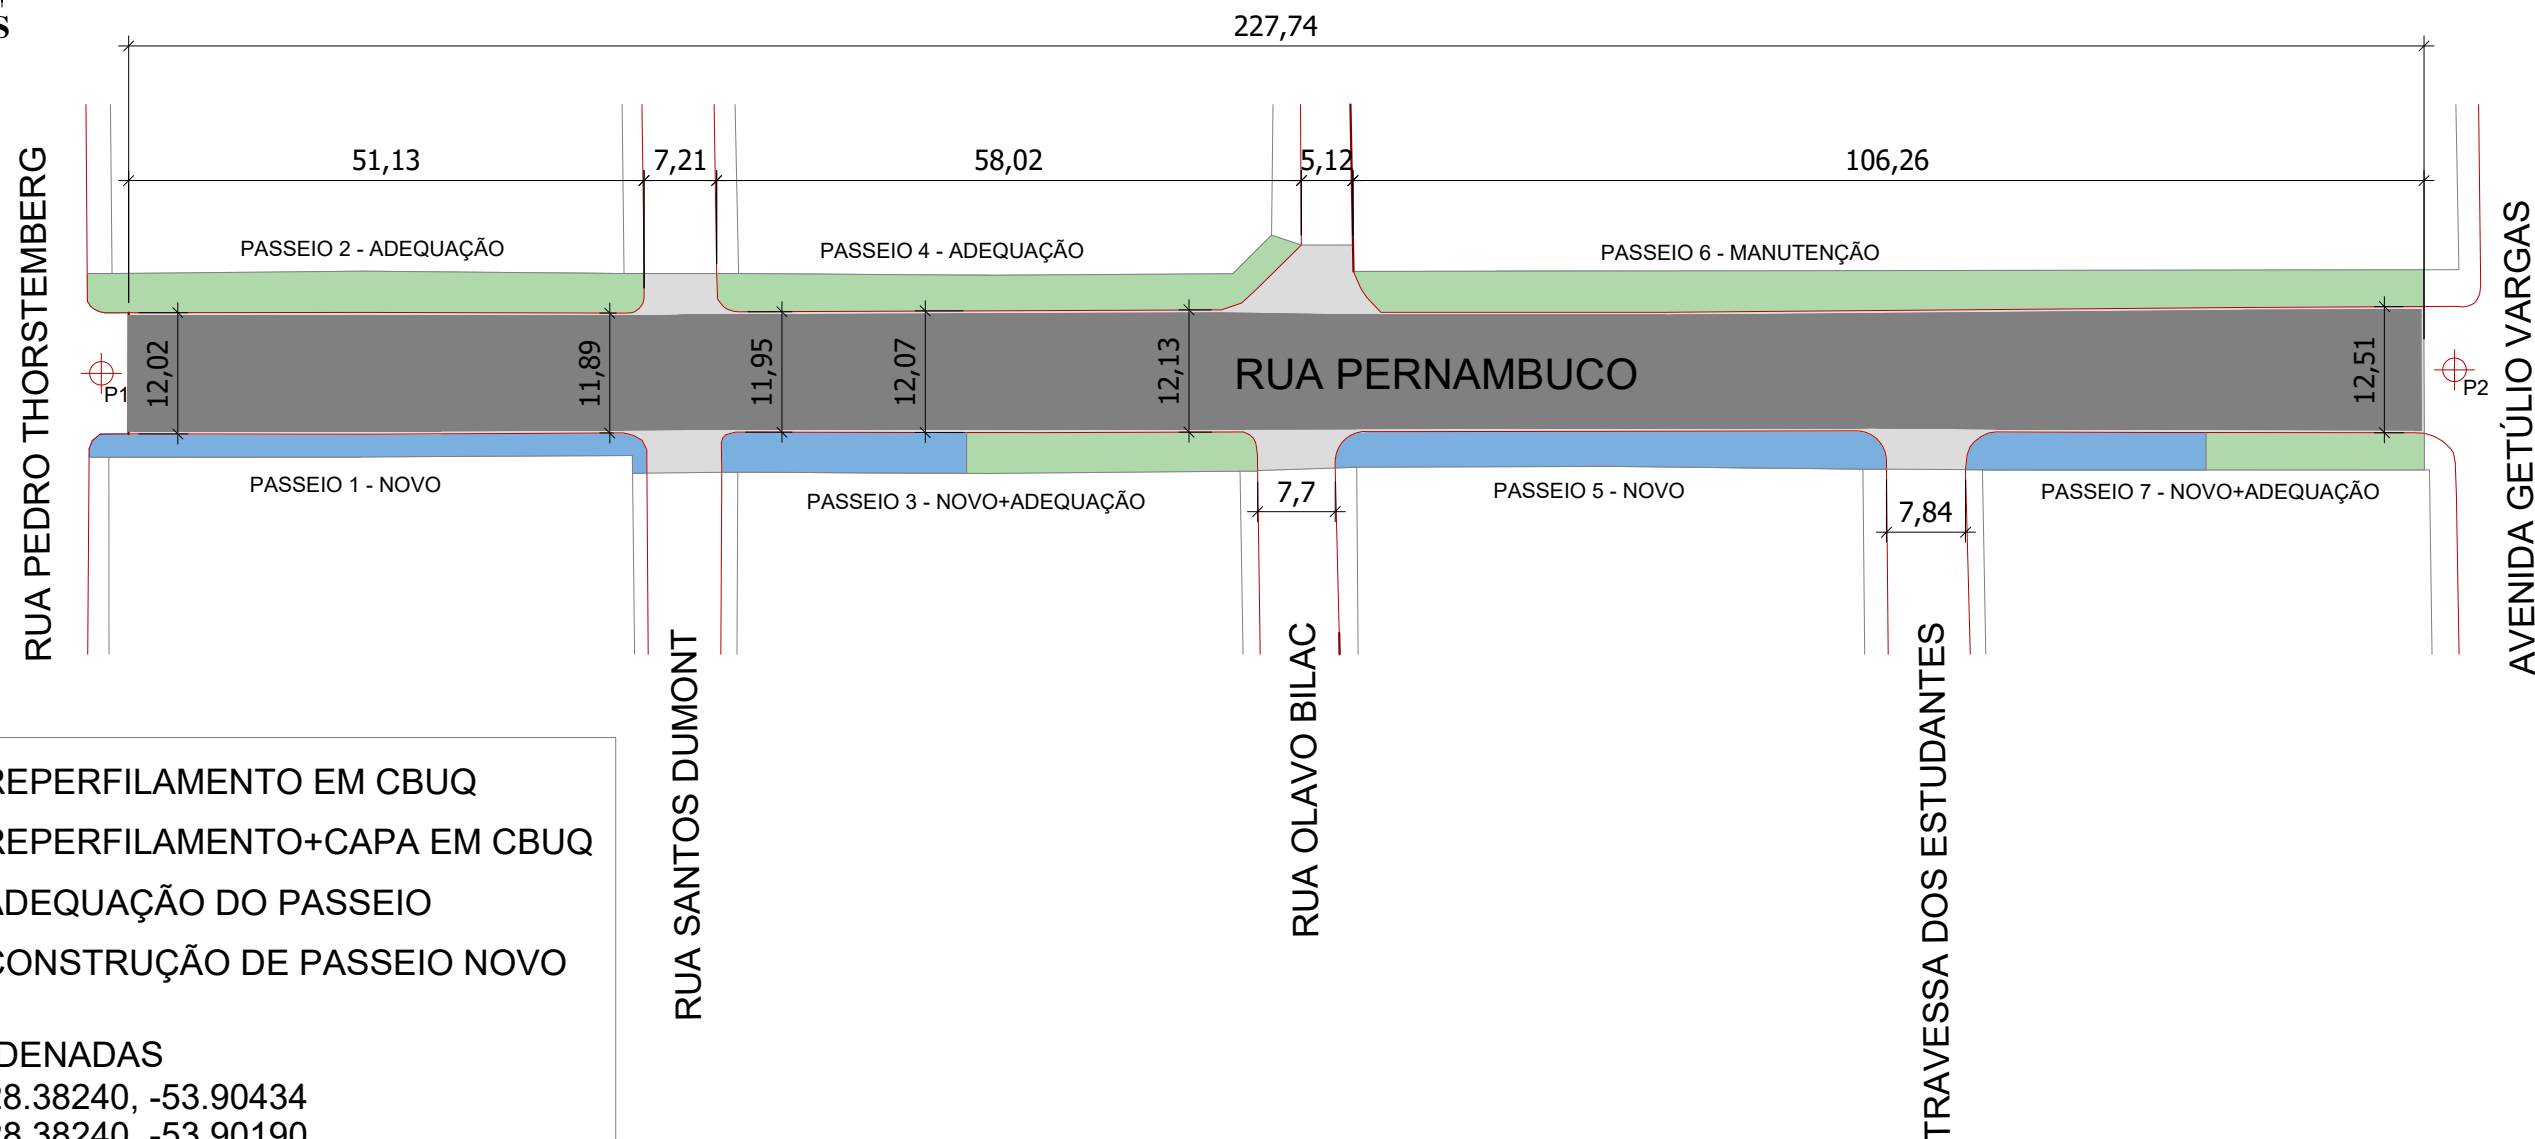 S
227,74
51,13
7,21
58,02
5,12
106,26
RUA PEDRO THORSTEMBERG
AVENIDA GETÚLIO VARGAS
PASSEIO 2 - ADEQUAÇÃO
PASSEIO 4 - ADEQUAÇÃO
PASSEIO 6 - MANUTENÇÃO
P1
12,02
11,89
11,95
12,07
12,13
RUA PERNAMBUCO
12,51
P2
PASSEIO 1 - NOVO
PASSEIO 3 - NOVO+ADEQUAÇÃO
7,7
PASSEIO 5 - NOVO
7,84
PASSEIO 7 - NOVO+ADEQUAÇÃO
RUA SANTOS DUMONT
RUA OLAVO BILAC
TRAVESSA DOS ESTUDANTES
REPERFILAMENTO EM CBUQ
REPERFILAMENTO+CAPA EM CBUQ
ADEQUAÇÃO DO PASSEIO
CONSTRUÇÃO DE PASSEIO NOVO
DENADAS
28.38240, -53.90434
28.38240, -53.90190